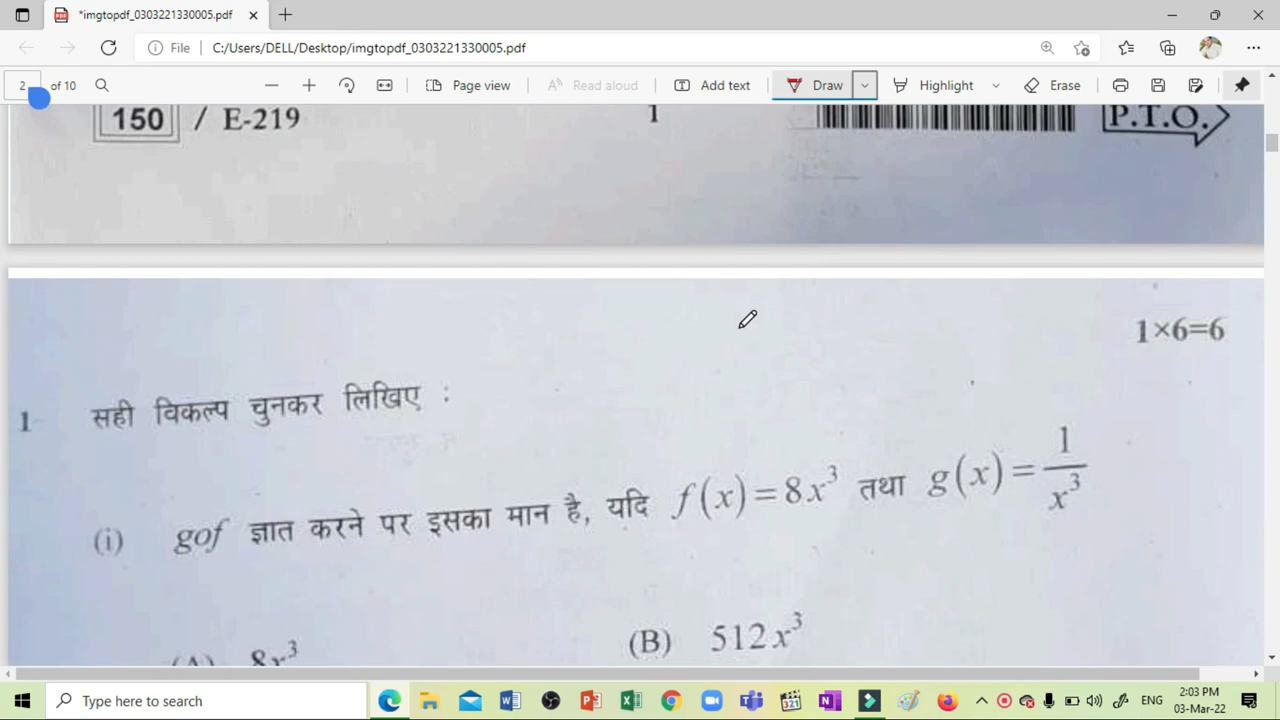 *imgtopdf_0303221330005.pdf
File C:/Users/DELL/Desktop/imgtopdf_0303221330005.pdf
2 of 10 Page view Read aloud Add text Draw Highlight Erase
150 / E-219 1 P.T.O.
1×6=6
1 सही विकल्प चुनकर लिखिए :
(i) gof ज्ञात करने पर इसका मान है, यदि f(x)=8x³ तथा g(x)=1/x³
(A) 8x³ (B) 512x³
Type here to search ENG 2:03 PM
03-Mar-22